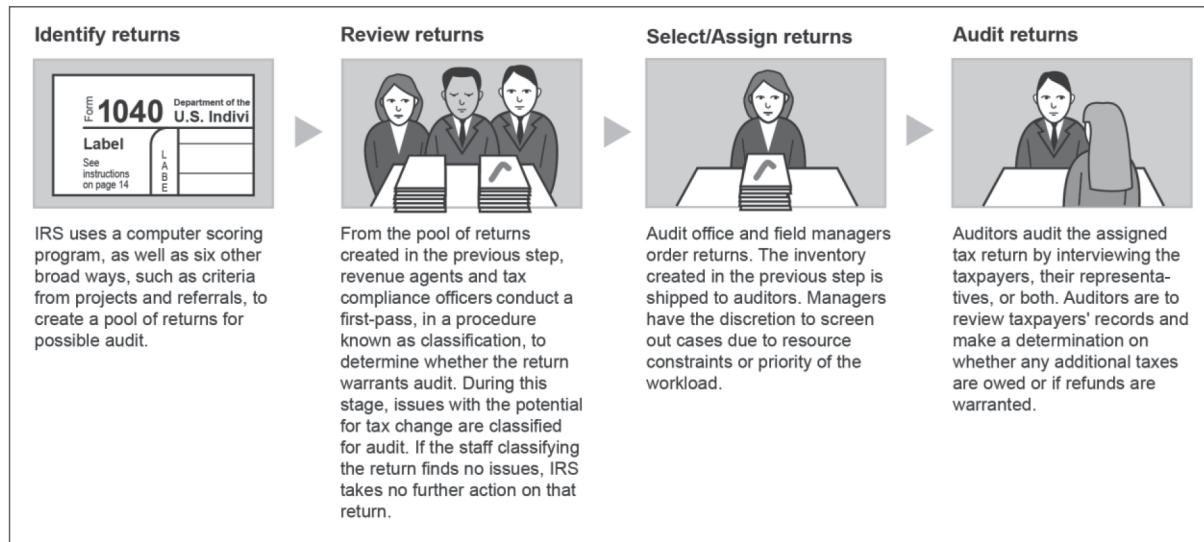 Identify returns
Form 1040 Department of the
U.S. Indivi
Label
See
instructions
on page 14
L
A
B
E
IRS uses a computer scoring
program, as well as six other
broad ways, such as criteria
from projects and referrals, to
create a pool of returns for
possible audit.
Review returns
From the pool of returns
created in the previous step,
revenue agents and tax
compliance officers conduct a
first-pass, in a procedure
known as classification, to
determine whether the return
warrants audit. During this
stage, issues with the potential
for tax change are classified
for audit. If the staff classifying
the return finds no issues, IRS
takes no further action on that
return.
Select/Assign returns
Audit office and field managers
order returns. The inventory
created in the previous step is
shipped to auditors. Managers
have the discretion to screen
out cases due to resource
constraints or priority of the
workload.
Audit returns
Auditors audit the assigned
tax return by interviewing the
taxpayers, their representa-
tives, or both. Auditors are to
review taxpayers' records and
make a determination on
whether any additional taxes
are owed or if refunds are
warranted.